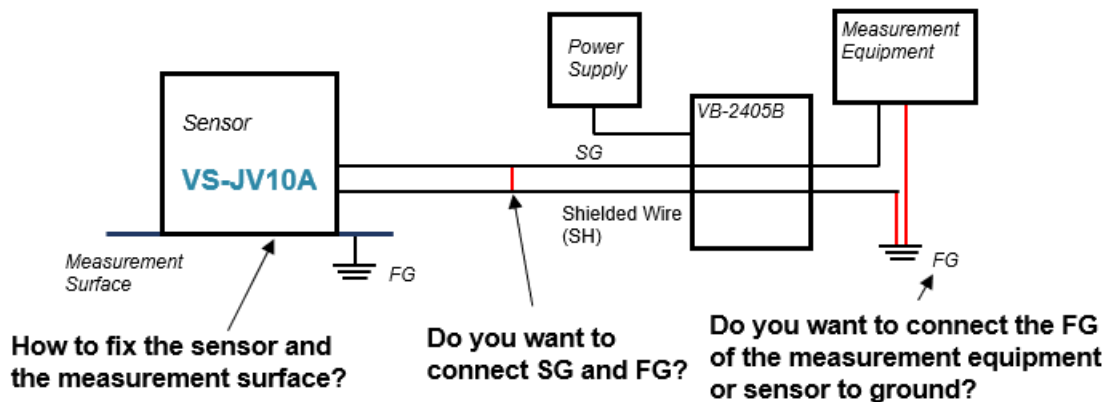 Power
Supply
Measurement
Equipment
Sensor
VS-JV10A
VB-2405B
SG
Shielded Wire
(SH)
Measurement
Surface
FG
FG
How to fix the sensor and
the measurement surface?
Do you want to
connect SG and FG?
Do you want to connect the FG
of the measurement equipment
or sensor to ground?